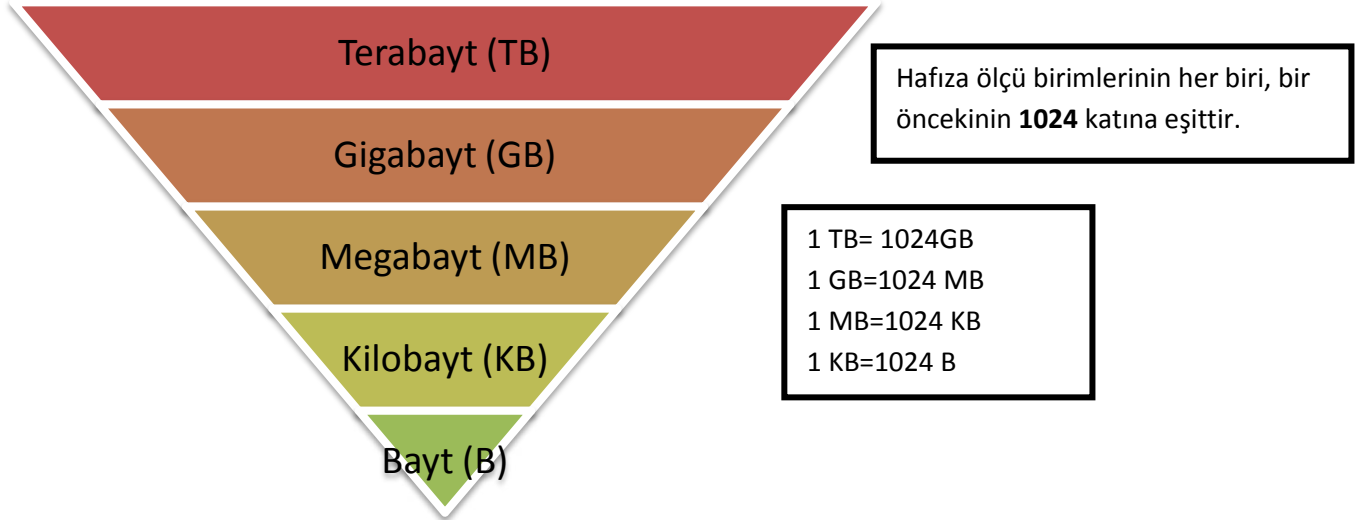 Terabayt (TB)
Gigabayt (GB)
Megabayt (MB)
Kilobayt (KB)
Bayt (B)
Hafıza ölçü birimlerinin her biri, bir
öncekinin 1024 katına eşittir.
1 TB= 1024GB
1 GB=1024 MB
1 MB=1024 KB
1 KB=1024 B